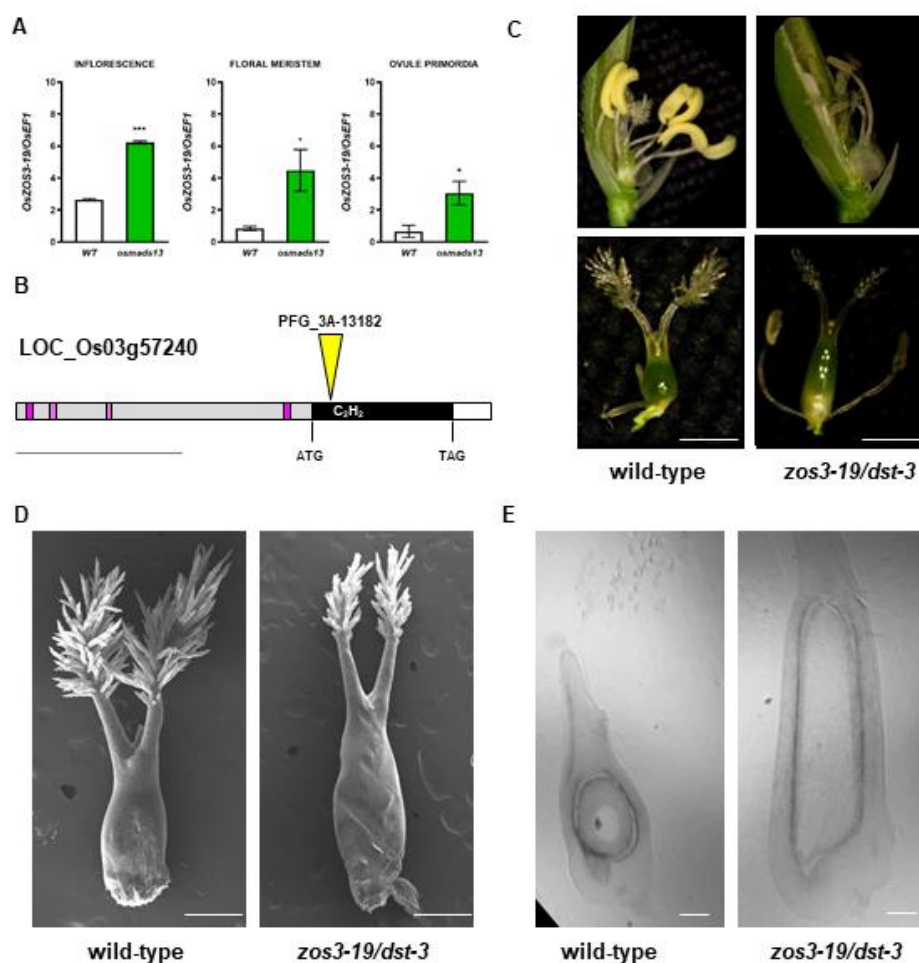 A
INFLORESCENCE
FLORAL MERISTEM
OVULE PRIMORDIA
OsZOS3-19/OsEF1
10
8
6
4
2
0
***
WT
osmads13
OsZOS3-19/OsEF1
10
8
6
4
2
0
*
WT
osmads13
OsZOS3-19/OsEF1
10
8
6
4
2
0
*
WT
osmads13
B
PFG_3A-13182
LOC_Os03g57240
C₂H₂
ATG
TAG
C
wild-type
zos3-19/dst-3
D
wild-type
zos3-19/dst-3
E
wild-type
zos3-19/dst-3